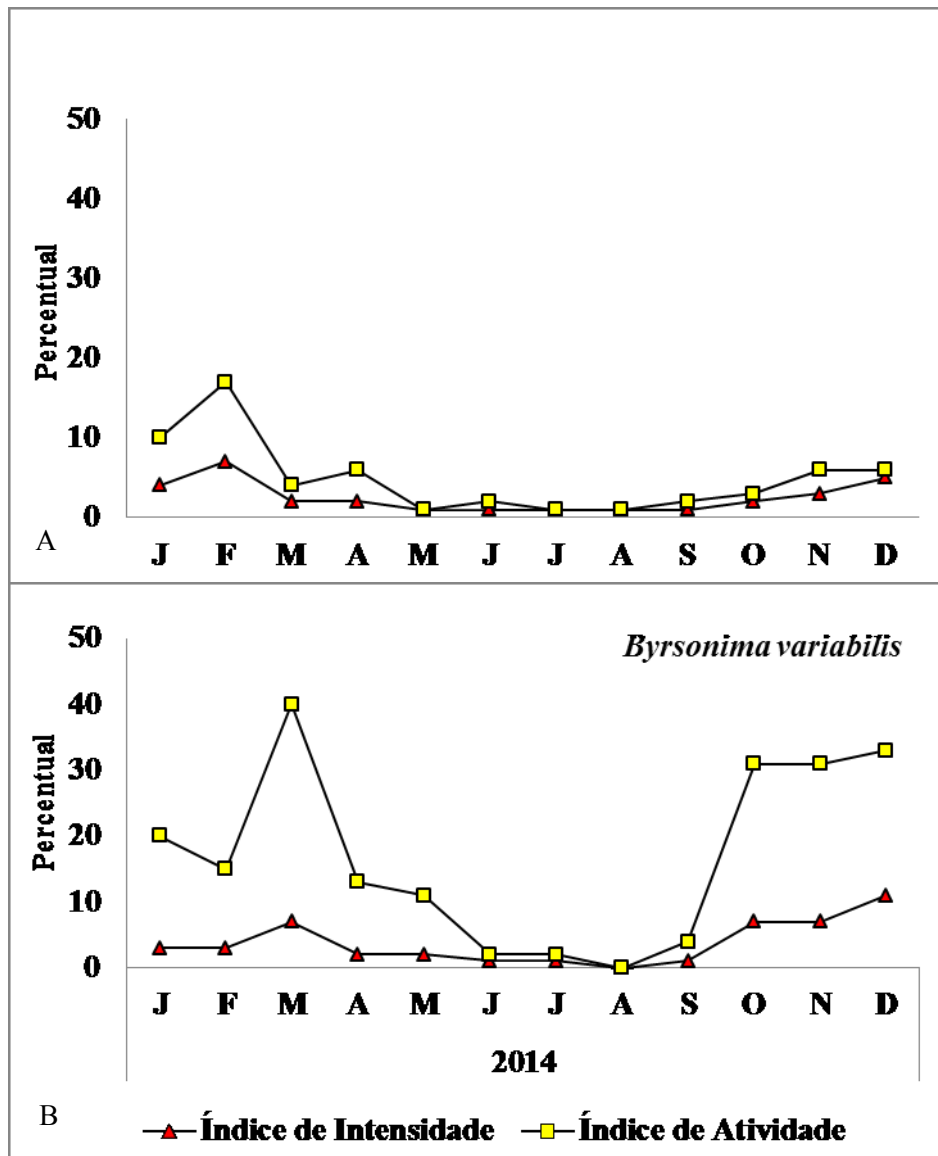 50
40
30
20
10
0
Percentual
A
J F M A M J J A S O N D
Byrsonima variabilis
50
40
30
20
10
0
Percentual
J F M A M J J A S O N D
2014
B
Índice de Intensidade Índice de Atividade